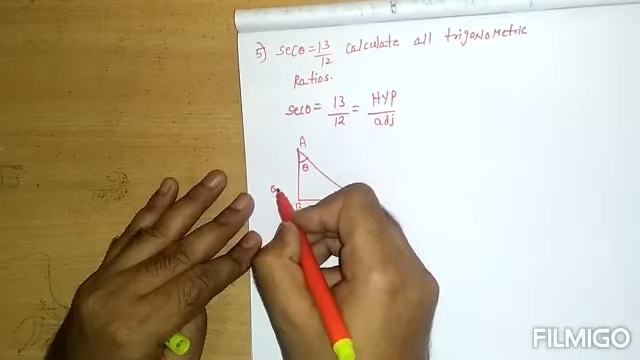 5) secθ = 13/12 calculate all trigonometric
Ratios.
secθ = 13/12 = HYP/adj
A
θ
a
B
FILMIGO